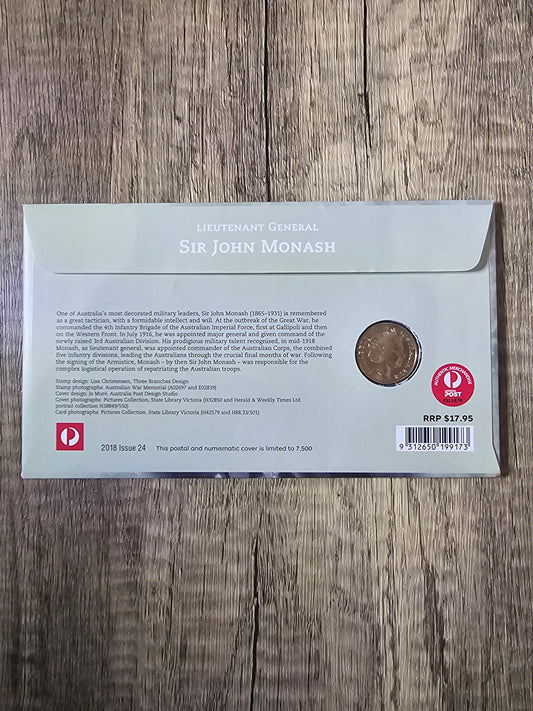 LIEUTENANT GENERAL
SIR JOHN MONASH
One of Australia's most decorated military leaders, Sir John Monash (1865–1931) is remembered
as a great tactician, with a formidable intellect and will. At the outbreak of the Great War, he
commanded the 4th Infantry Brigade of the Australian Imperial Force, first at Gallipoli and then
on the Western Front. In July 1916, he was appointed major general and given command of the
newly raised 3rd Australian Division. His prodigious military talent recognised, in mid-1918
Monash, as lieutenant general, was appointed commander of the Australian Corps, the combined
five infantry divisions, leading the Australians through the crucial final months of war. Following
the signing of the Armistice, Monash – by then Sir John Monash – was responsible for the
complex logistical operation of repatriating the Australian troops.
Stamp design: Lisa Christensen, Three Branches Design
Stamp photographs: Australian War Memorial (A02697 and E02839)
Cover design: Jo Muré, Australia Post Design Studio
Cover photographs: Pictures Collection, State Library Victoria (H32850 and Herald & Weekly Times Ltd
portrait collection H38849/550)
Card photographs: Pictures Collection, State Library Victoria (H42579 and H88.33/101)
2018 Issue 24
This postal and numismatic cover is limited to 7,500
AUTHENTIC MERCHANDISE
POST
RRP $17.95
9 312650 199173